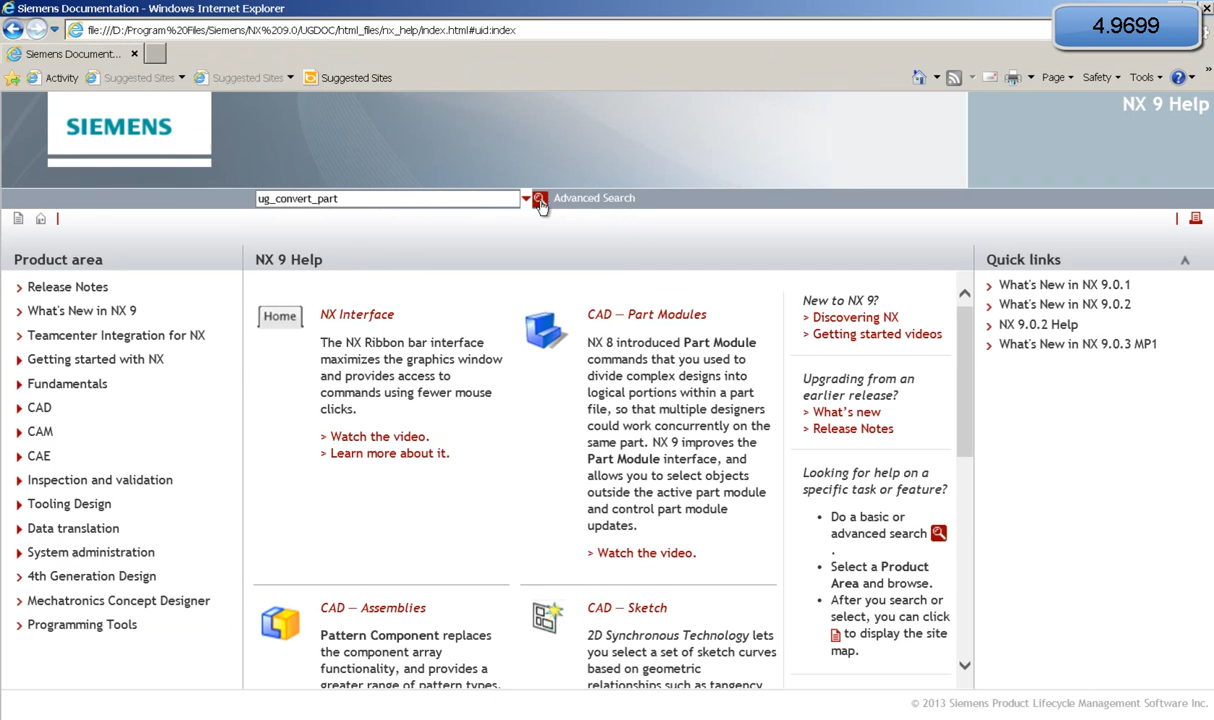 Siemens Documentation - Windows Internet Explorer
4.9699
file:///D:/Program%20Files/Siemens/NX%209.0/UGDOC/html_files/nx_help/index.html#uid:index
Siemens Document...
Activity Suggested Sites Suggested Sites Suggested Sites
Page Safety Tools
SIEMENS
NX 9 Help
ug_convert_part
Advanced Search
Product area
Release Notes
What's New in NX 9
Teamcenter Integration for NX
Getting started with NX
Fundamentals
CAD
CAM
CAE
Inspection and validation
Tooling Design
Data translation
System administration
4th Generation Design
Mechatronics Concept Designer
Programming Tools
NX 9 Help
Home
NX Interface
The NX Ribbon bar interface
maximizes the graphics window
and provides access to
commands using fewer mouse
clicks.
> Watch the video.
> Learn more about it.
CAD — Part Modules
NX 8 introduced Part Module
commands that you used to
divide complex designs into
logical portions within a part
file, so that multiple designers
could work concurrently on the
same part. NX 9 improves the
Part Module interface, and
allows you to select objects
outside the active part module
and control part module
updates.
> Watch the video.
CAD — Assemblies
Pattern Component replaces
the component array
functionality, and provides a
greater range of pattern types,
CAD — Sketch
2D Synchronous Technology lets
you select a set of sketch curves
based on geometric
relationships such as tangency
New to NX 9?
> Discovering NX
> Getting started videos
Upgrading from an
earlier release?
> What's new
> Release Notes
Looking for help on a
specific task or feature?
• Do a basic or
advanced search
.
• Select a Product
Area and browse.
• After you search or
select, you can click
to display the site
map.
Quick links
What's New in NX 9.0.1
What's New in NX 9.0.2
NX 9.0.2 Help
What's New in NX 9.0.3 MP1
© 2013 Siemens Product Lifecycle Management Software Inc.